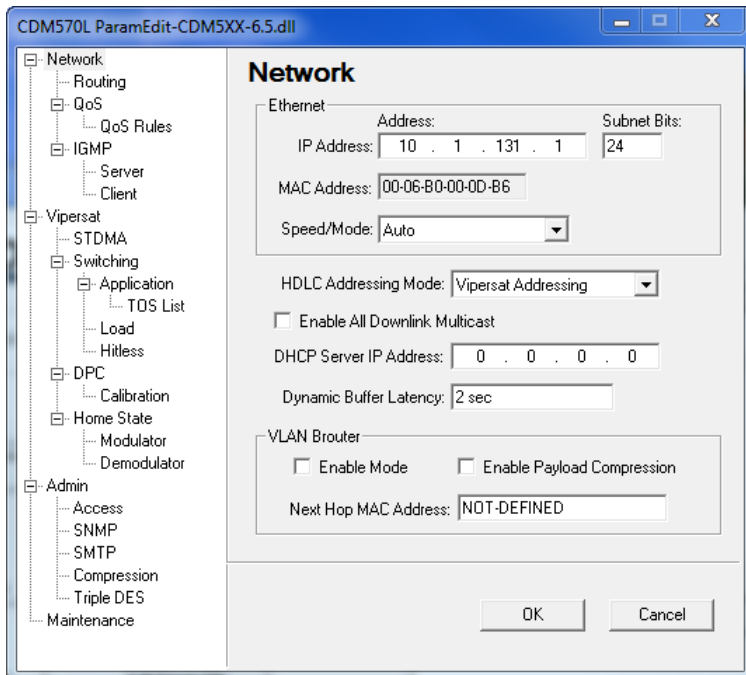 CDM570L ParamEdit-CDM5XX-6.5.dll
Network
Routing
QoS
QoS Rules
IGMP
Server
Client
Vipersat
STDMA
Switching
Application
TOS List
Load
Hitless
DPC
Calibration
Home State
Modulator
Demodulator
Admin
Access
SNMP
SMTP
Compression
Triple DES
Maintenance
Network
Ethernet
Address: Subnet Bits:
IP Address: 10 . 1 . 131 . 1 24
MAC Address: 00-06-B0-00-0D-B6
Speed/Mode: Auto
HDLC Addressing Mode: Vipersat Addressing
Enable All Downlink Multicast
DHCP Server IP Address: 0 . 0 . 0 . 0
Dynamic Buffer Latency: 2 sec
VLAN Brouter
Enable Mode Enable Payload Compression
Next Hop MAC Address: NOT-DEFINED
OK Cancel